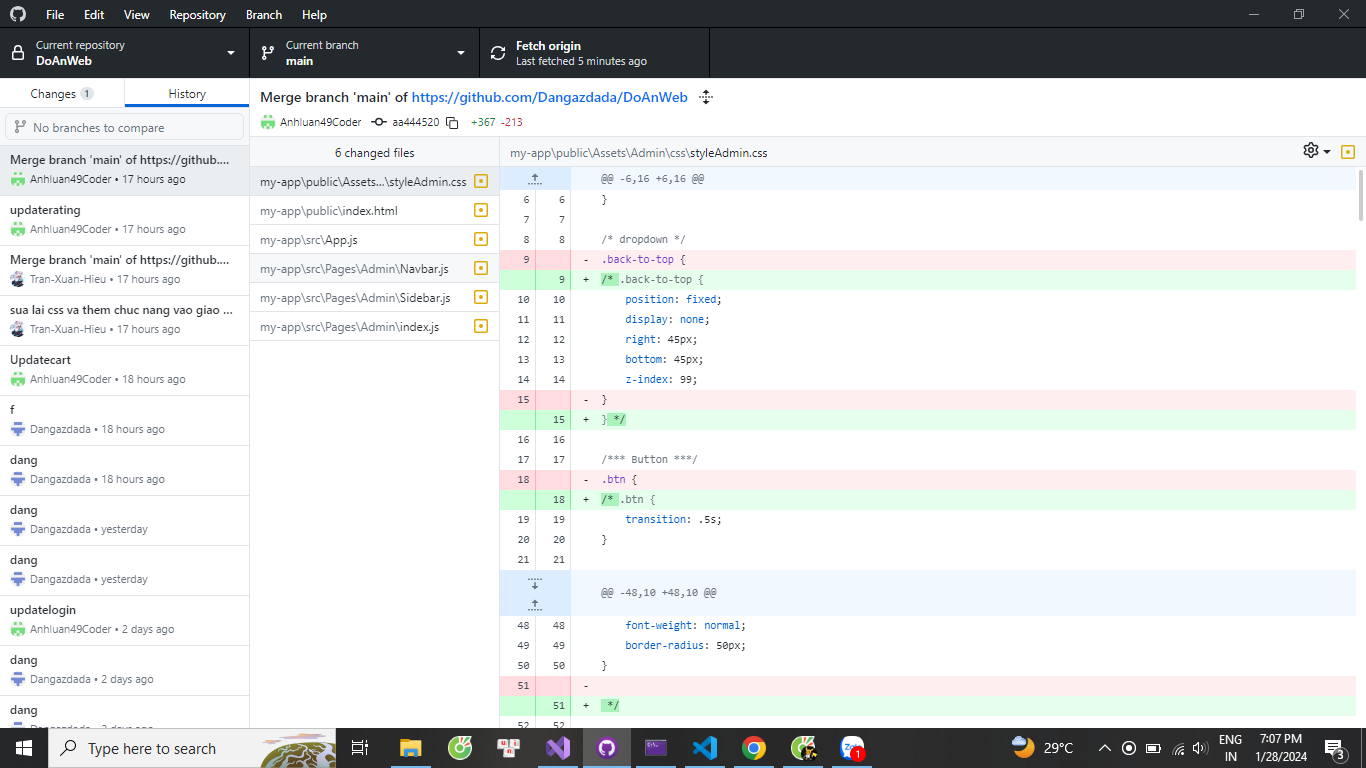 File Edit View Repository Branch Help
Current repository
DoAnWeb
Current branch
main
Fetch origin
Last fetched 5 minutes ago
Changes 1
History
No branches to compare
Merge branch 'main' of https://github....
Anhluan49Coder • 17 hours ago
updaterating
Anhluan49Coder • 17 hours ago
Merge branch 'main' of https://github....
Tran-Xuan-Hieu • 17 hours ago
sua lai css va them chuc nang vao giao ...
Tran-Xuan-Hieu • 17 hours ago
Updatecart
Anhluan49Coder • 18 hours ago
f
Dangazdada • 18 hours ago
dang
Dangazdada • 18 hours ago
dang
Dangazdada • yesterday
dang
Dangazdada • yesterday
updatelogin
Anhluan49Coder • 2 days ago
dang
Dangazdada • 2 days ago
dang
Dangazdada • 2 days ago
Merge branch 'main' of https://github.com/Dangazdada/DoAnWeb
Anhluan49Coder aa444520 +367 -213
6 changed files
my-app\public\Assets...\styleAdmin.css
my-app\public\index.html
my-app\src\App.js
my-app\src\Pages\Admin\Navbar.js
my-app\src\Pages\Admin\Sidebar.js
my-app\src\Pages\Admin\index.js
my-app\public\Assets\Admin\css\styleAdmin.css
@@ -6,16 +6,16 @@
6 6 }
7 7
8 8 /* dropdown */
9 - .back-to-top {
9 + /* .back-to-top {
10 10 position: fixed;
11 11 display: none;
12 12 right: 45px;
13 13 bottom: 45px;
14 14 z-index: 99;
15 - }
15 + } */
16 16
17 17 /*** Button ***/
18 - .btn {
18 + /* .btn {
19 19 transition: .5s;
20 20 }
21 21
@@ -48,10 +48,10 @@
48 48 font-weight: normal;
49 49 border-radius: 50px;
50 50 }
51 -
51 + */
52 52
Type here to search
29°C
ENG
IN
7:07 PM
1/28/2024
3
1